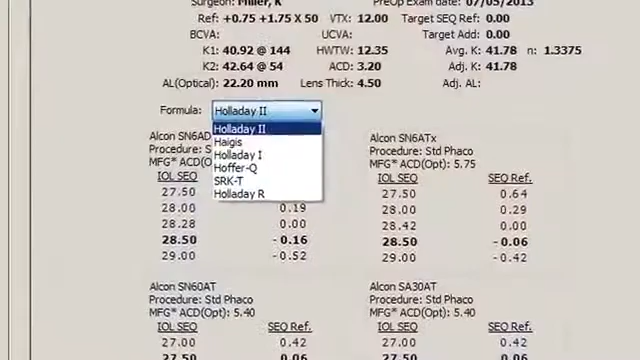 Surgeon: Miller, K PreOp Exam date: 07/05/2013
Ref: +0.75 +1.75 X 50 VTX: 12.00 Target SEQ Ref: 0.00
BCVA: UCVA: Target Add: 0.00
K1: 40.92 @ 144 HWTW: 12.35 Avg. K: 41.78 n: 1.3375
K2: 42.64 @ 54 ACD: 3.20 Adj. K: 41.78
AL(Optical): 22.20 mm Lens Thick: 4.50 Adj. AL:
Formula: Holladay II
Holladay II
Haigis
Holladay I
Hoffer-Q
SRK-T
Holladay R
Alcon SN6AD
Procedure: S
MFG* ACD(O
IOL SEQ
27.50
28.00 0.19
28.28 0.00
28.50 -0.16
29.00 -0.52
Alcon SN6ATx
Procedure: Std Phaco
MFG* ACD(Opt): 5.75
IOL SEQ SEQ Ref.
27.50 0.64
28.00 0.29
28.42 0.00
28.50 -0.06
29.00 -0.42
Alcon SN60AT
Procedure: Std Phaco
MFG* ACD(Opt): 5.40
IOL SEQ SEQ Ref.
27.00 0.42
27.50 0.06
Alcon SA30AT
Procedure: Std Phaco
MFG* ACD(Opt): 5.40
IOL SEQ SEQ Ref.
27.00 0.42
27.50 0.06